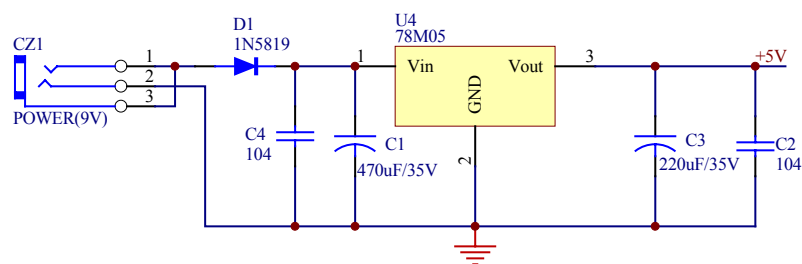 CZ1
1
2
3
POWER(9V)
D1
1N5819
C4
104
C1
470uF/35V
U4
78M05
1
Vin
Vout
3
GND
2
+5V
C3
220uF/35V
C2
104